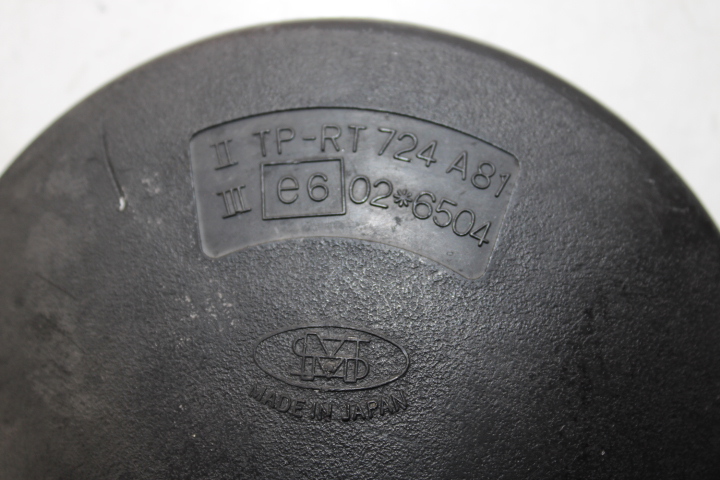 II TP-RT 724 A81
III e6 02*6504
MADE IN JAPAN